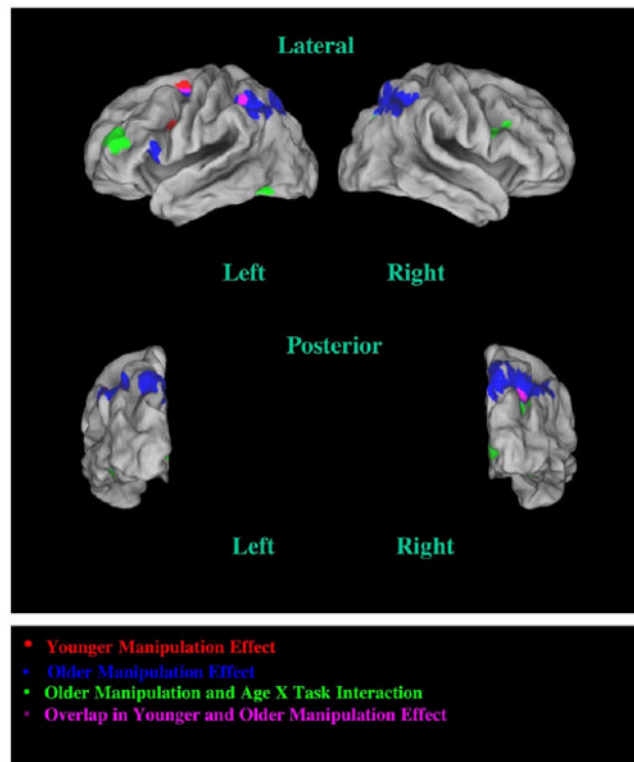 Lateral
Left Right
Posterior
Left Right
Younger Manipulation Effect
Older Manipulation Effect
Older Manipulation and Age X Task Interaction
Overlap in Younger and Older Manipulation Effect